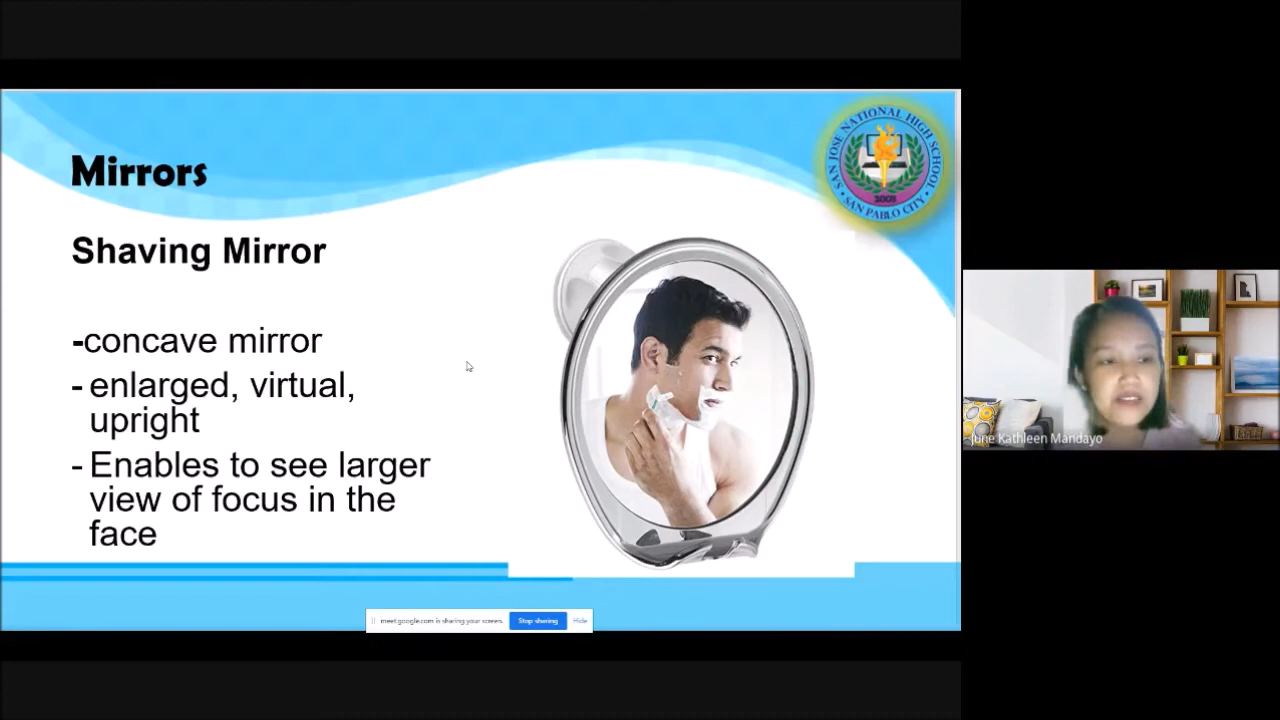 Mirrors
SAN JOSE NATIONAL HIGH SCHOOL
2008
• SAN PABLO CITY •
Shaving Mirror
-concave mirror
- enlarged, virtual,
upright
- Enables to see larger
view of focus in the
face
June Kathleen Mandayo
meet.google.com is sharing your screen.
Stop sharing
Hide